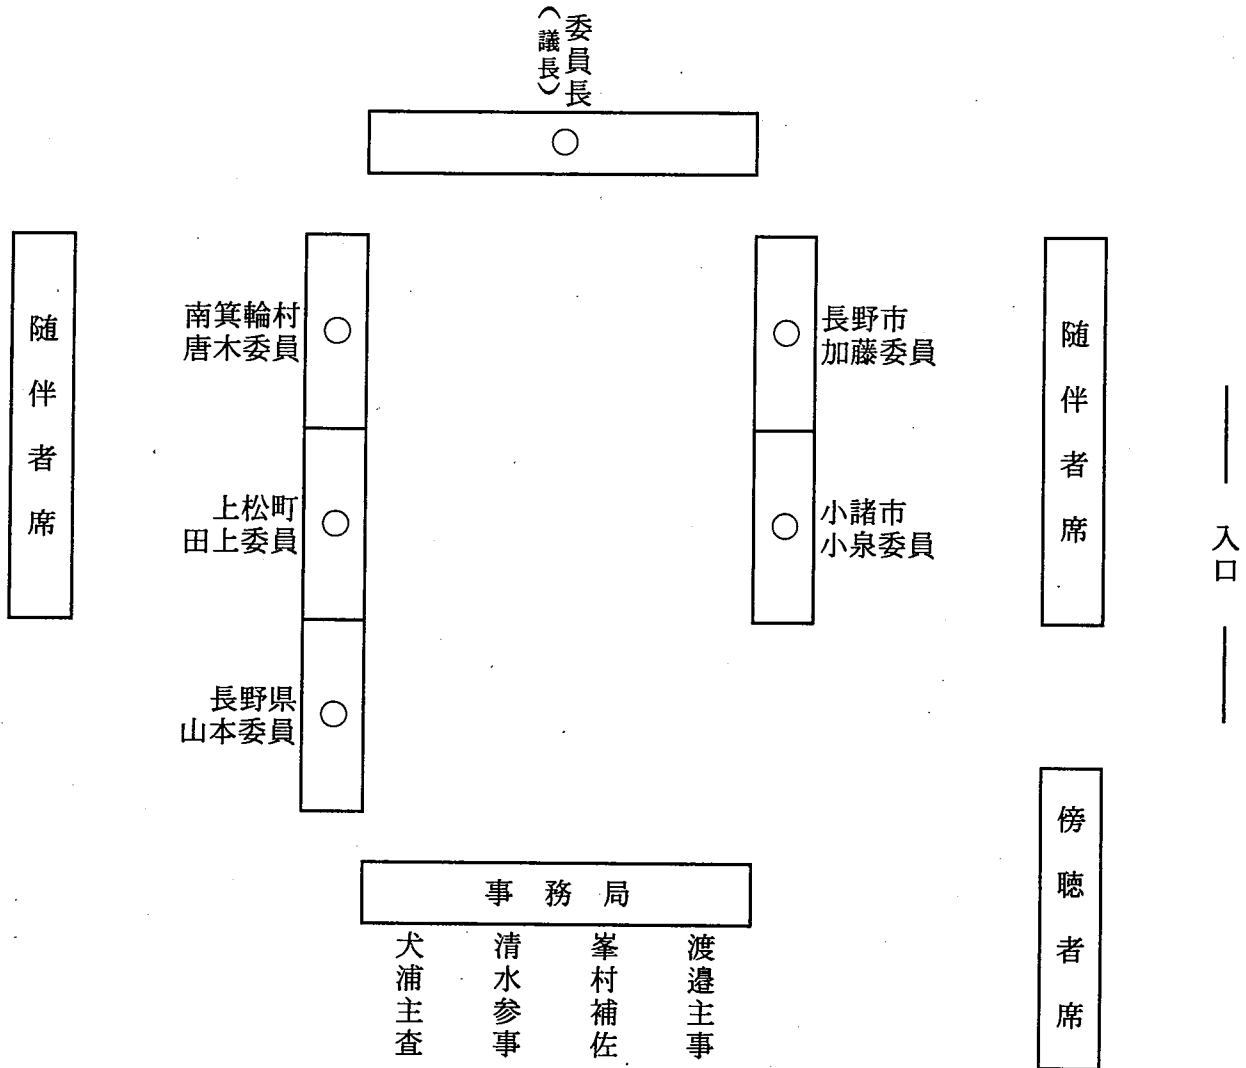 委員長
（議長）
南箕輪村
唐木委員
上松町
田上委員
長野県
山本委員
長野市
加藤委員
小諸市
小泉委員
随伴者席
随伴者席
入口
傍聴者席
事務局
犬浦主査
清水参事
峯村補佐
渡邉主事